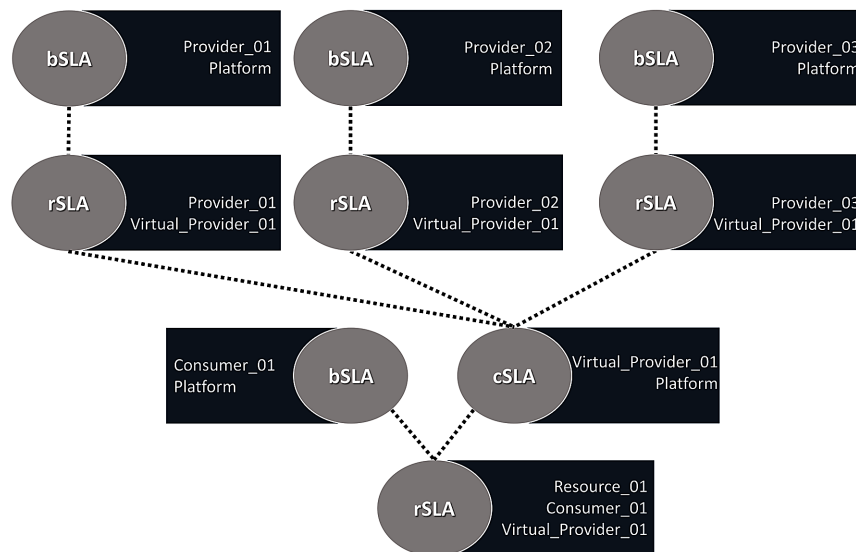 bSLA
Provider_01
Platform
bSLA
Provider_02
Platform
bSLA
Provider_03
Platform
rSLA
Provider_01
Virtual_Provider_01
rSLA
Provider_02
Virtual_Provider_01
rSLA
Provider_03
Virtual_Provider_01
Consumer_01
Platform
bSLA
cSLA
Virtual_Provider_01
Platform
rSLA
Resource_01
Consumer_01
Virtual_Provider_01